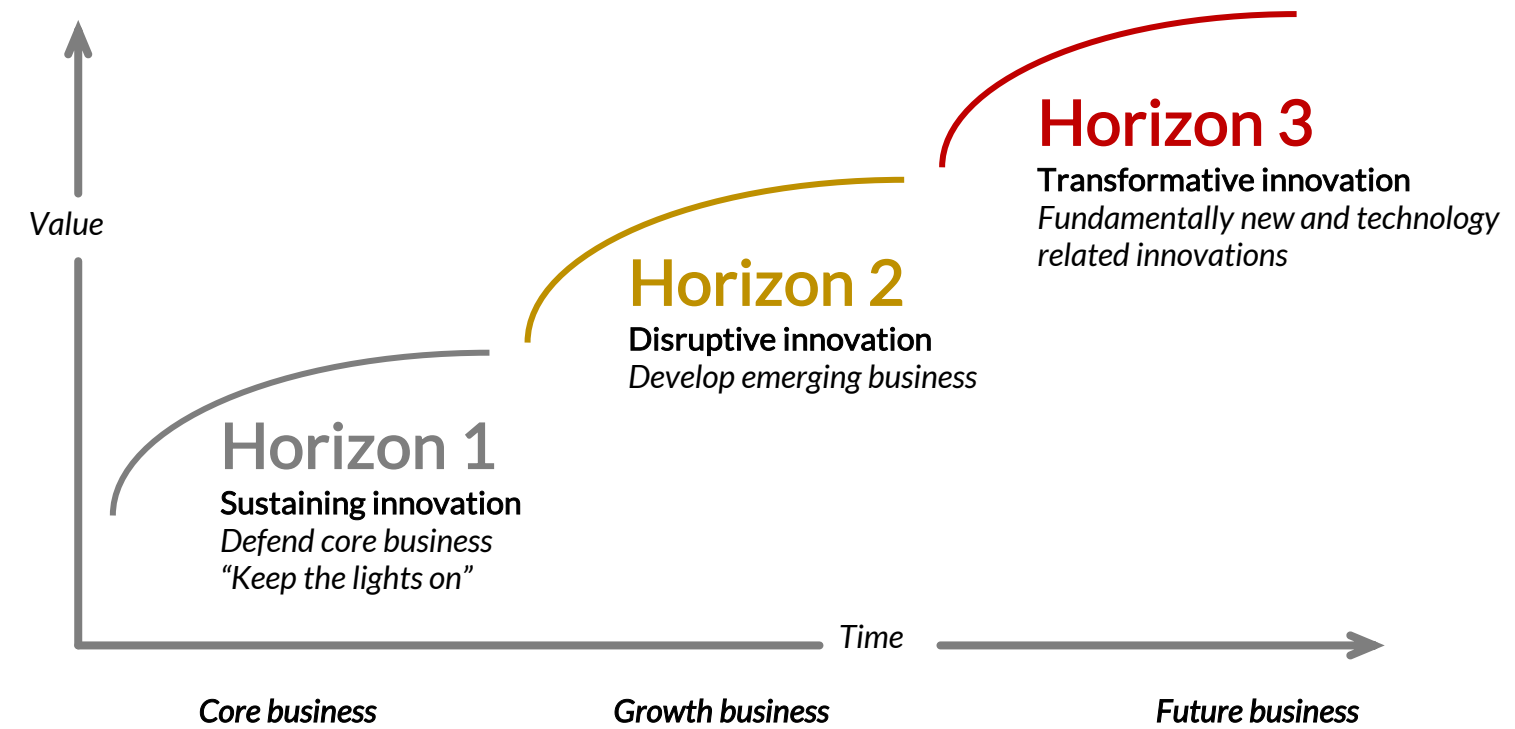 Horizon 3
Transformative innovation
Fundamentally new and technology
related innovations
Value
Horizon 2
Disruptive innovation
Develop emerging business
Horizon 1
Sustaining innovation
Defend core business
“Keep the lights on”
Time
Core business
Growth business
Future business